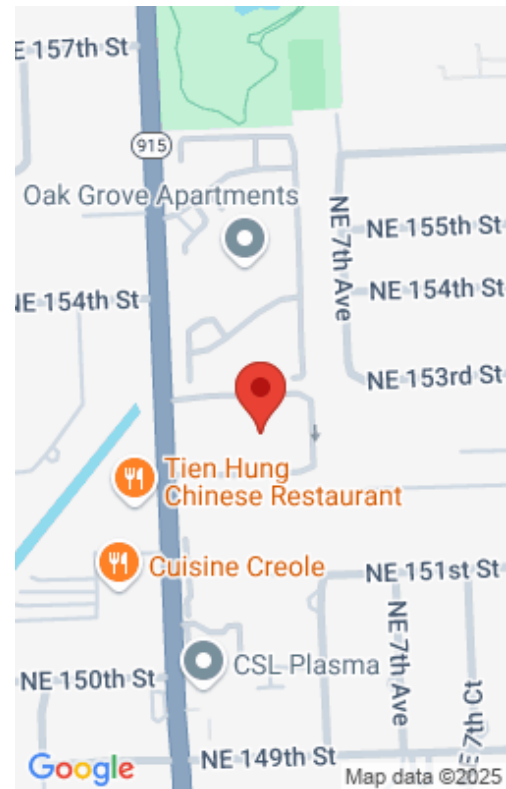 NE 157th St
915
Oak Grove Apartments
NE 7th Ave
NE 155th St
NE 154th St
NE 154th St
NE 153rd St
Tien Hung
Chinese Restaurant
Cuisine Creole
NE 151st St
NE 7th Ave
CSL Plasma
NE 150th St
E 7th Ct
NE 149th St
Google
Map data ©2025